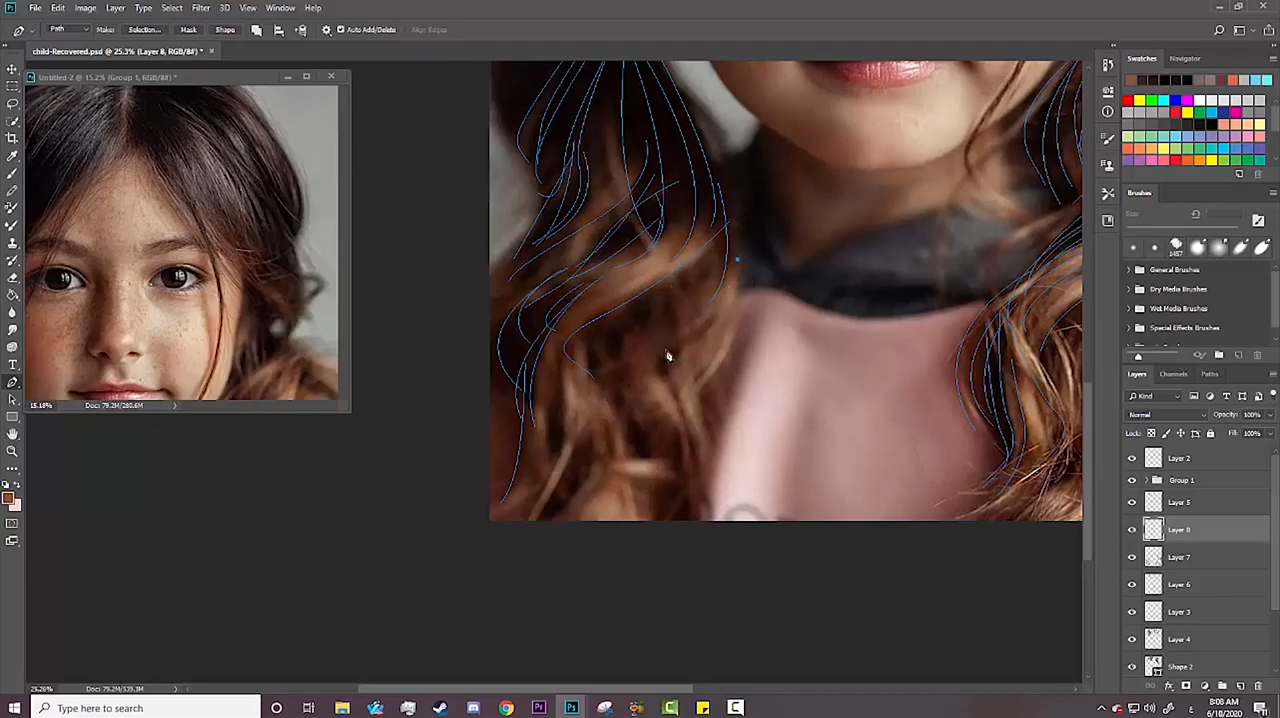 File Edit Image Layer Type Select Filter 3D View Window Help
Path Make: Selection... Mask Shape Auto Add/Delete Align Edges
child-Recovered.psd @ 25.3% (Layer 8, RGB/8#) *
Untitled-2 @ 15.2% (Group 1, RGB/8#) *
15.18% Doc: 79.2M/280.6M
Swatches Navigator
Brushes
Size
1457
General Brushes
Dry Media Brushes
Wet Media Brushes
Special Effects Brushes
Layers Channels Paths
Kind
Normal Opacity: 100%
Lock: Fill: 100%
Layer 2
Group 1
Layer 5
Layer 8
Layer 7
Layer 6
Layer 3
Layer 4
Shape 2
25.26% Doc: 79.2M/539.3M
Type here to search
8:08 AM
6/10/2020